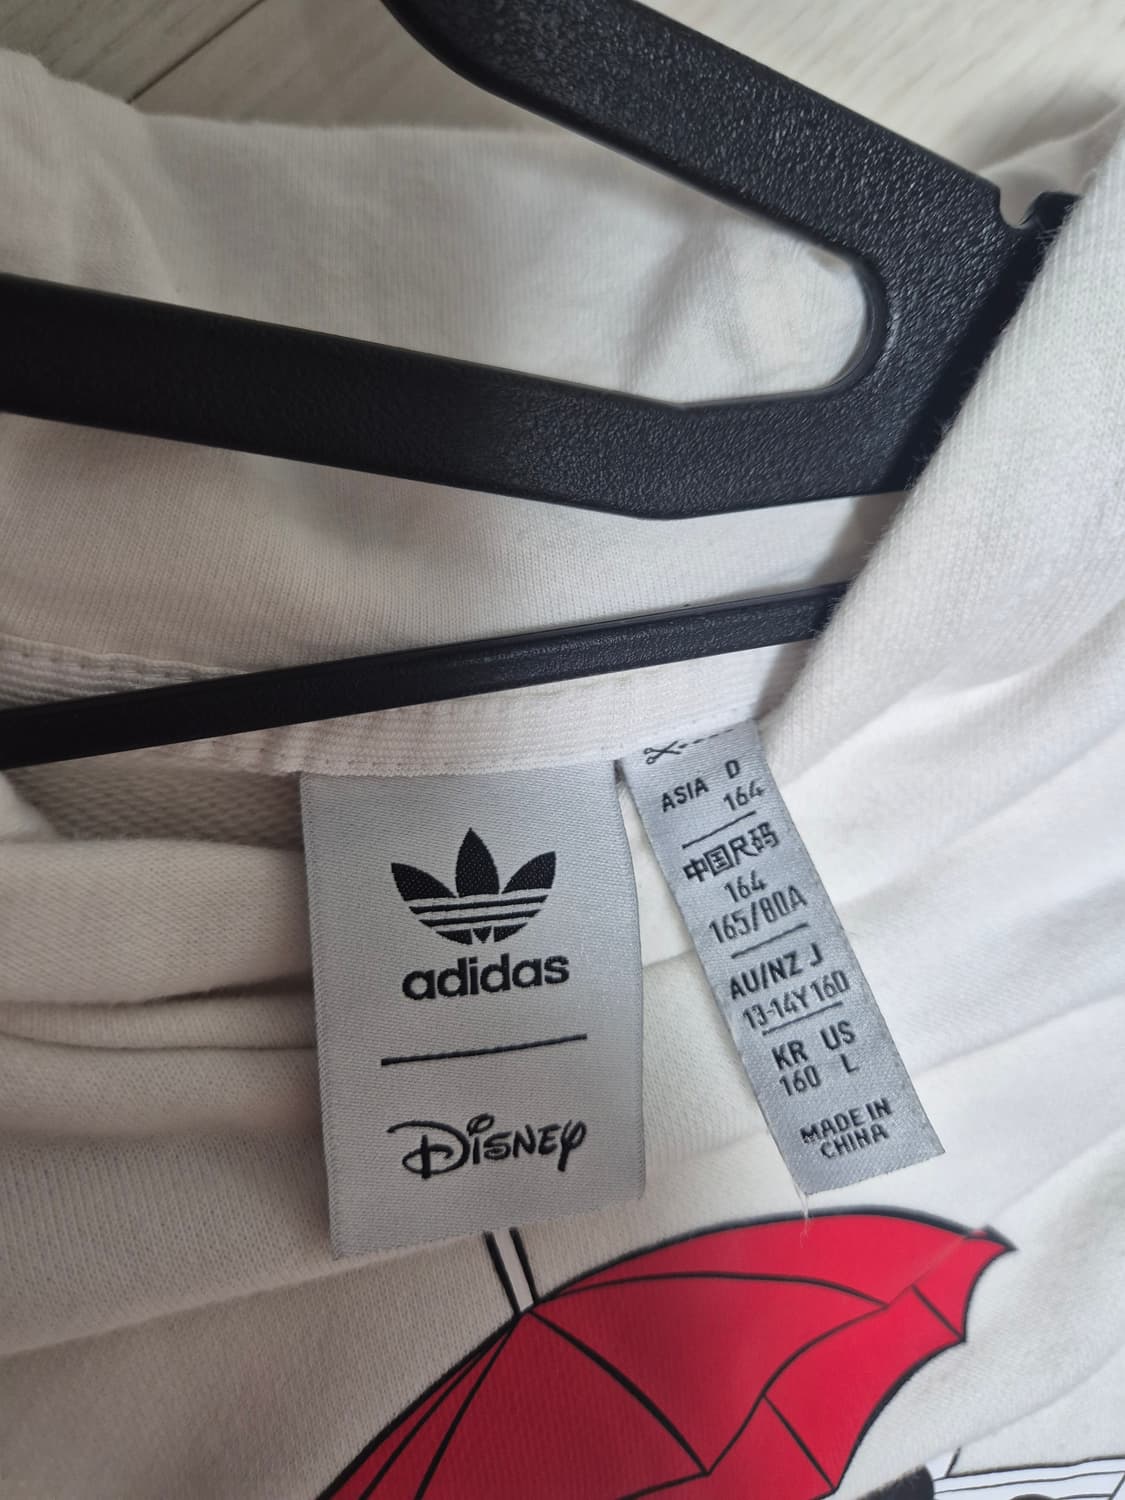 adidas
Disney
ASIA D
164
中国尺码
164
165/80A
AU/NZ J
13-14Y 160
KR US
160 L
MADE IN
CHINA